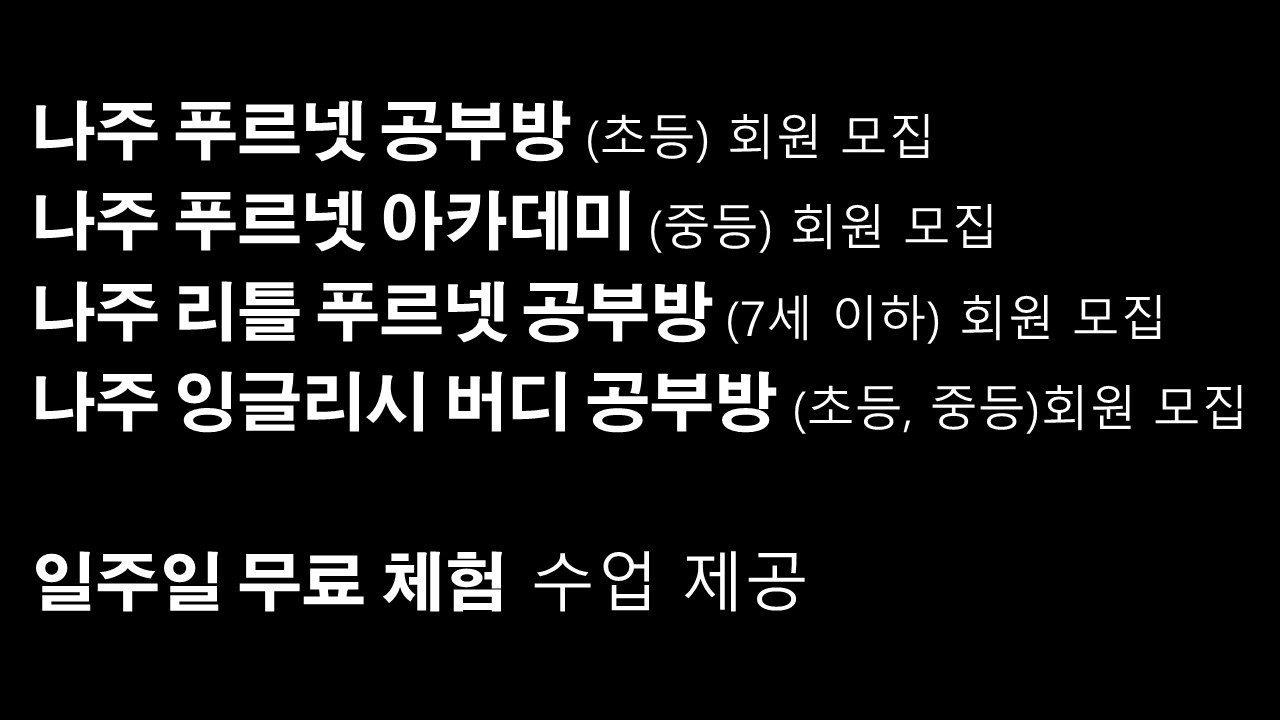 나주 푸르넷 공부방 (초등) 회원 모집
나주 푸르넷 아카데미 (중등) 회원 모집
나주 리틀 푸르넷 공부방 (7세 이하) 회원 모집
나주 잉글리시 버디 공부방 (초등, 중등)회원 모집
일주일 무료 체험 수업 제공